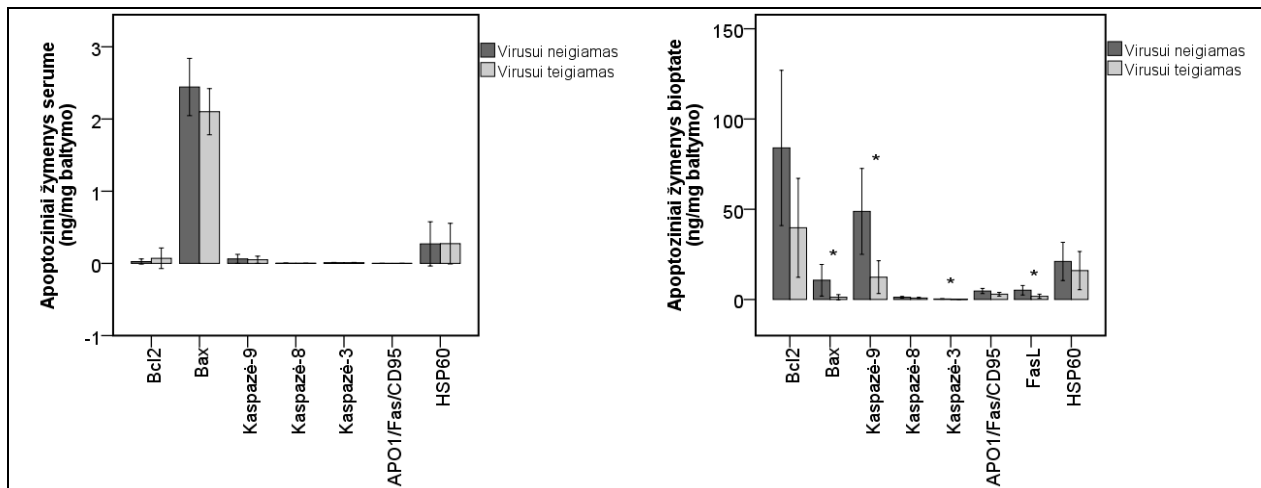 Apoptoziniai žymenys serume
(ng/mg baltymo)
3
2
1
0
-1
Bcl2
Bax
Kaspazė-9
Kaspazė-8
Kaspazė-3
APO1/Fas/CD95
HSP60
Virusui neigiamas
Virusui teigiamas
Apoptoziniai žymenys bioptate
(ng/mg baltymo)
150
100
50
0
*
*
*
*
Bcl2
Bax
Kaspazė-9
Kaspazė-8
Kaspazė-3
APO1/Fas/CD95
FasL
HSP60
Virusui neigiamas
Virusui teigiamas